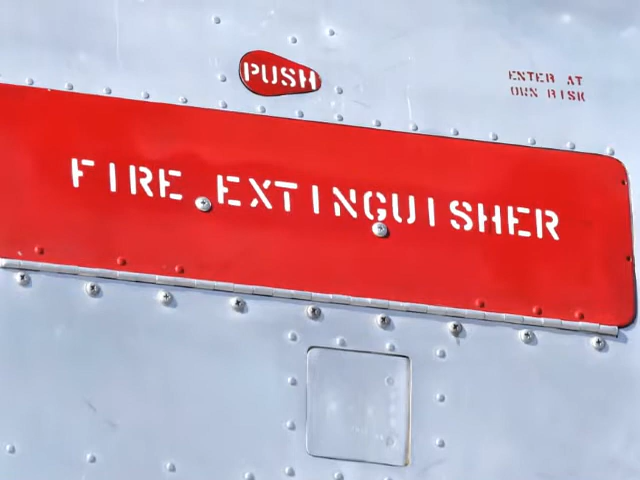 PUSH
ENTER AT
OWN RISK
FIRE EXTINGUISHER